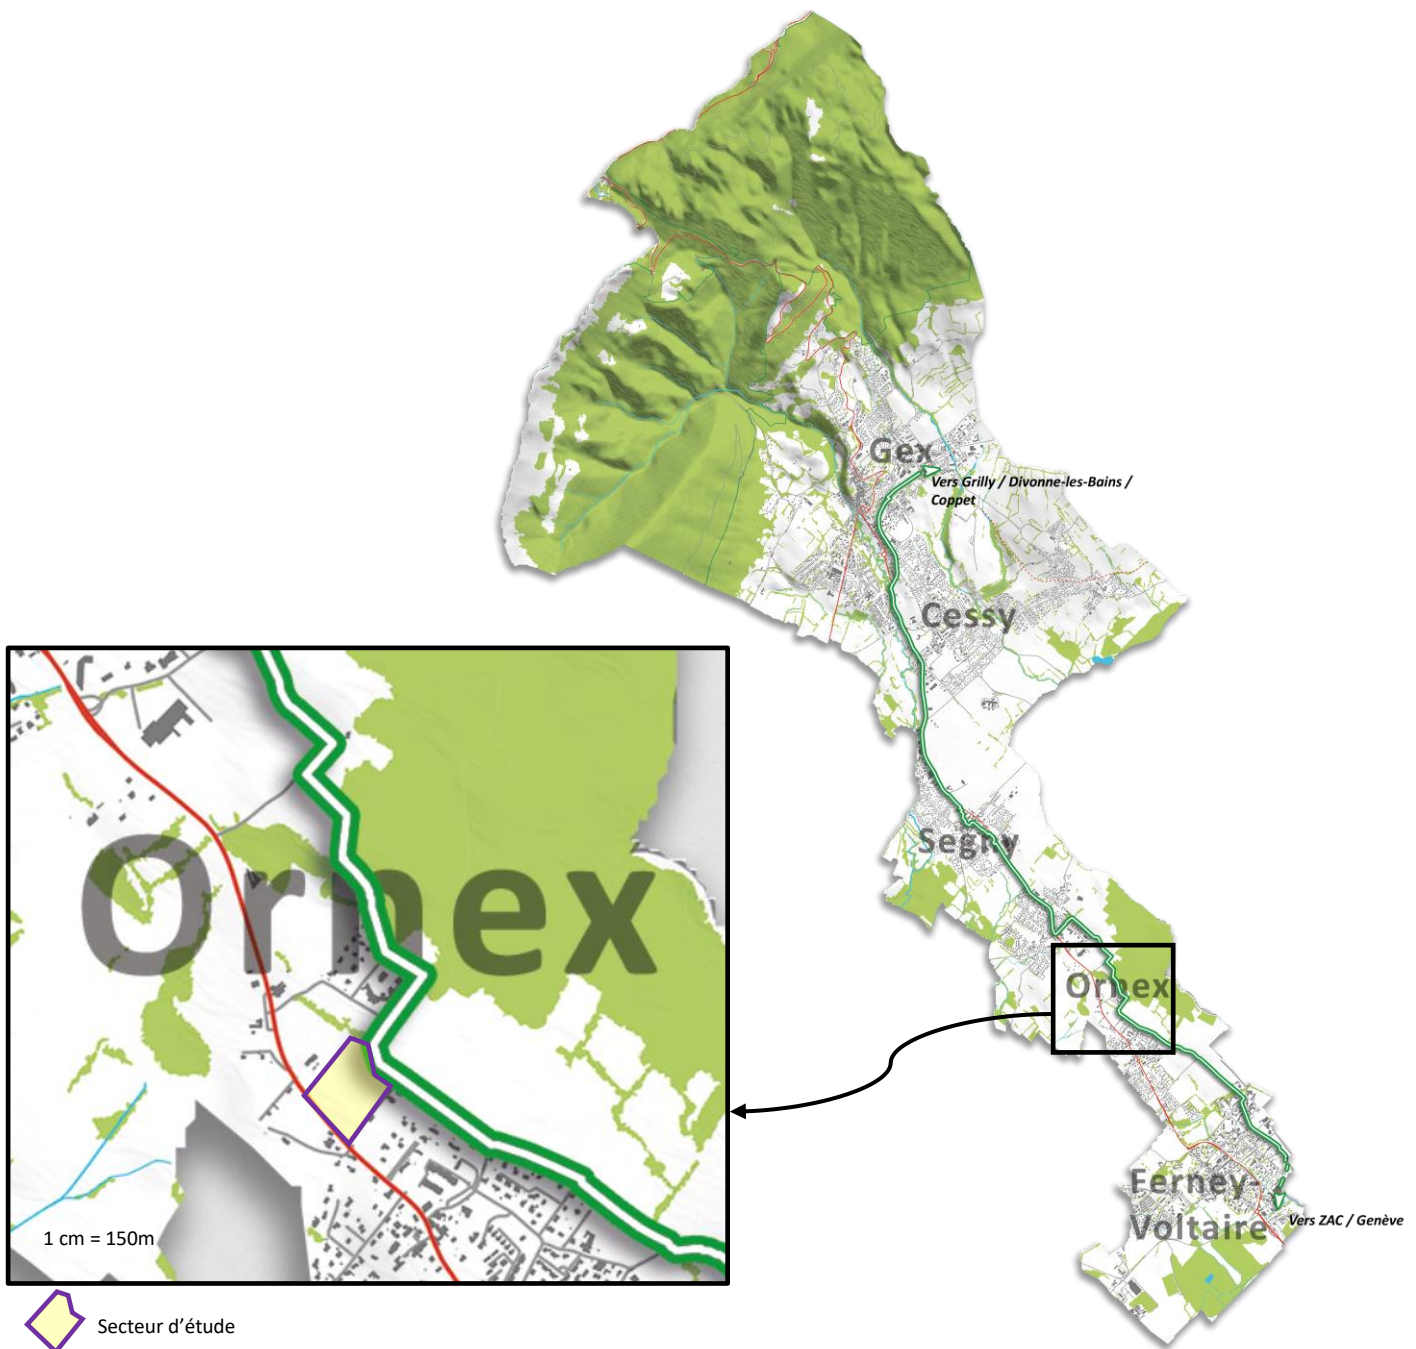 Gex
Vers Grilly / Divonne-les-Bains /
Coppet
Cessy
Segny
Ornex
Ornex
Ferney-
Voltaire
Vers ZAC / Genève
1 cm = 150m
Secteur d'étude